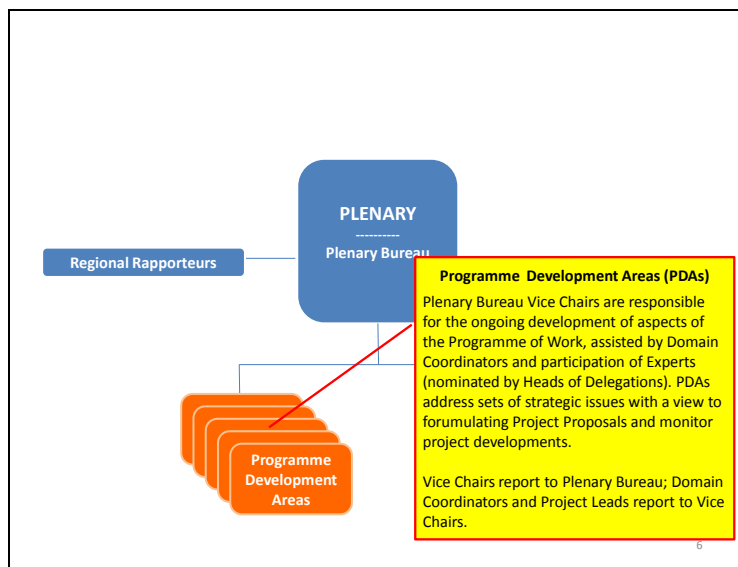 PLENARY
----------
Plenary Bureau
Regional Rapporteurs
Programme Development Areas (PDAs)
Plenary Bureau Vice Chairs are responsible
for the ongoing development of aspects of
the Programme of Work, assisted by Domain
Coordinators and participation of Experts
(nominated by Heads of Delegations). PDAs
address sets of strategic issues with a view to
forumulating Project Proposals and monitor
project developments.
Vice Chairs report to Plenary Bureau; Domain
Coordinators and Project Leads report to Vice
Chairs.
Programme
Development
Areas
6